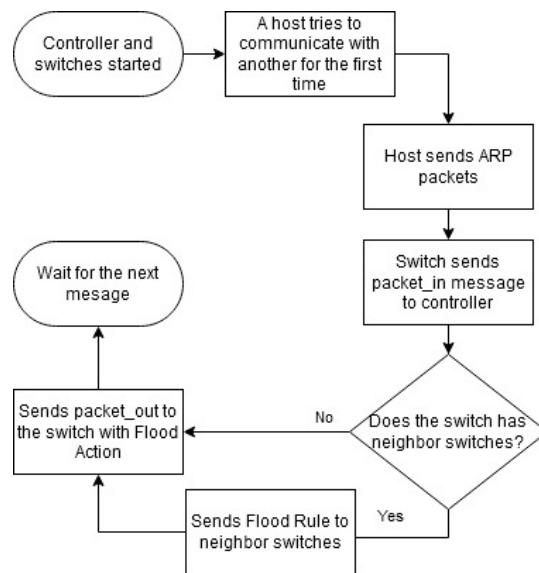 Controller and
switches started
A host tries to
communicate with
another for the first
time
Host sends ARP
packets
Switch sends
packet_in message
to controller
Does the switch has
neighbor switches?
No
Yes
Sends Flood Rule to
neighbor switches
Sends packet_out to
the switch with Flood
Action
Wait for the next
mesage